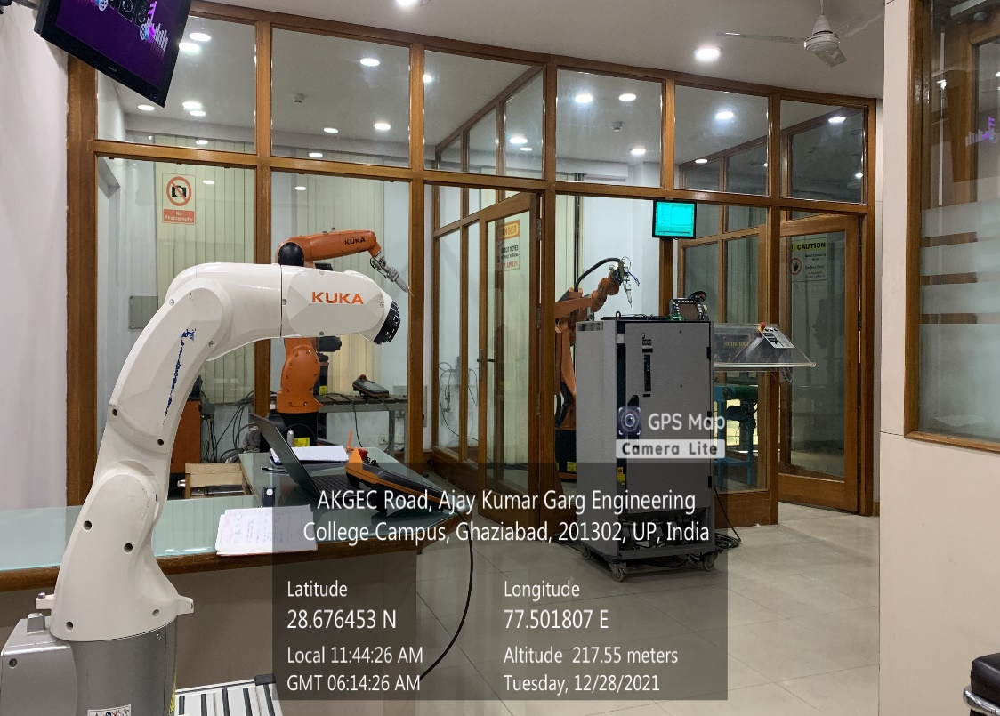 No
Photography
KUKA
KUKA
DANGER
CAUTION
GPS Map
Camera Lite
AKGEC Road, Ajay Kumar Garg Engineering
College Campus, Ghaziabad, 201302, UP, India
Latitude
28.676453 N
Longitude
77.501807 E
Local 11:44:26 AM
GMT 06:14:26 AM
Altitude 217.55 meters
Tuesday, 12/28/2021